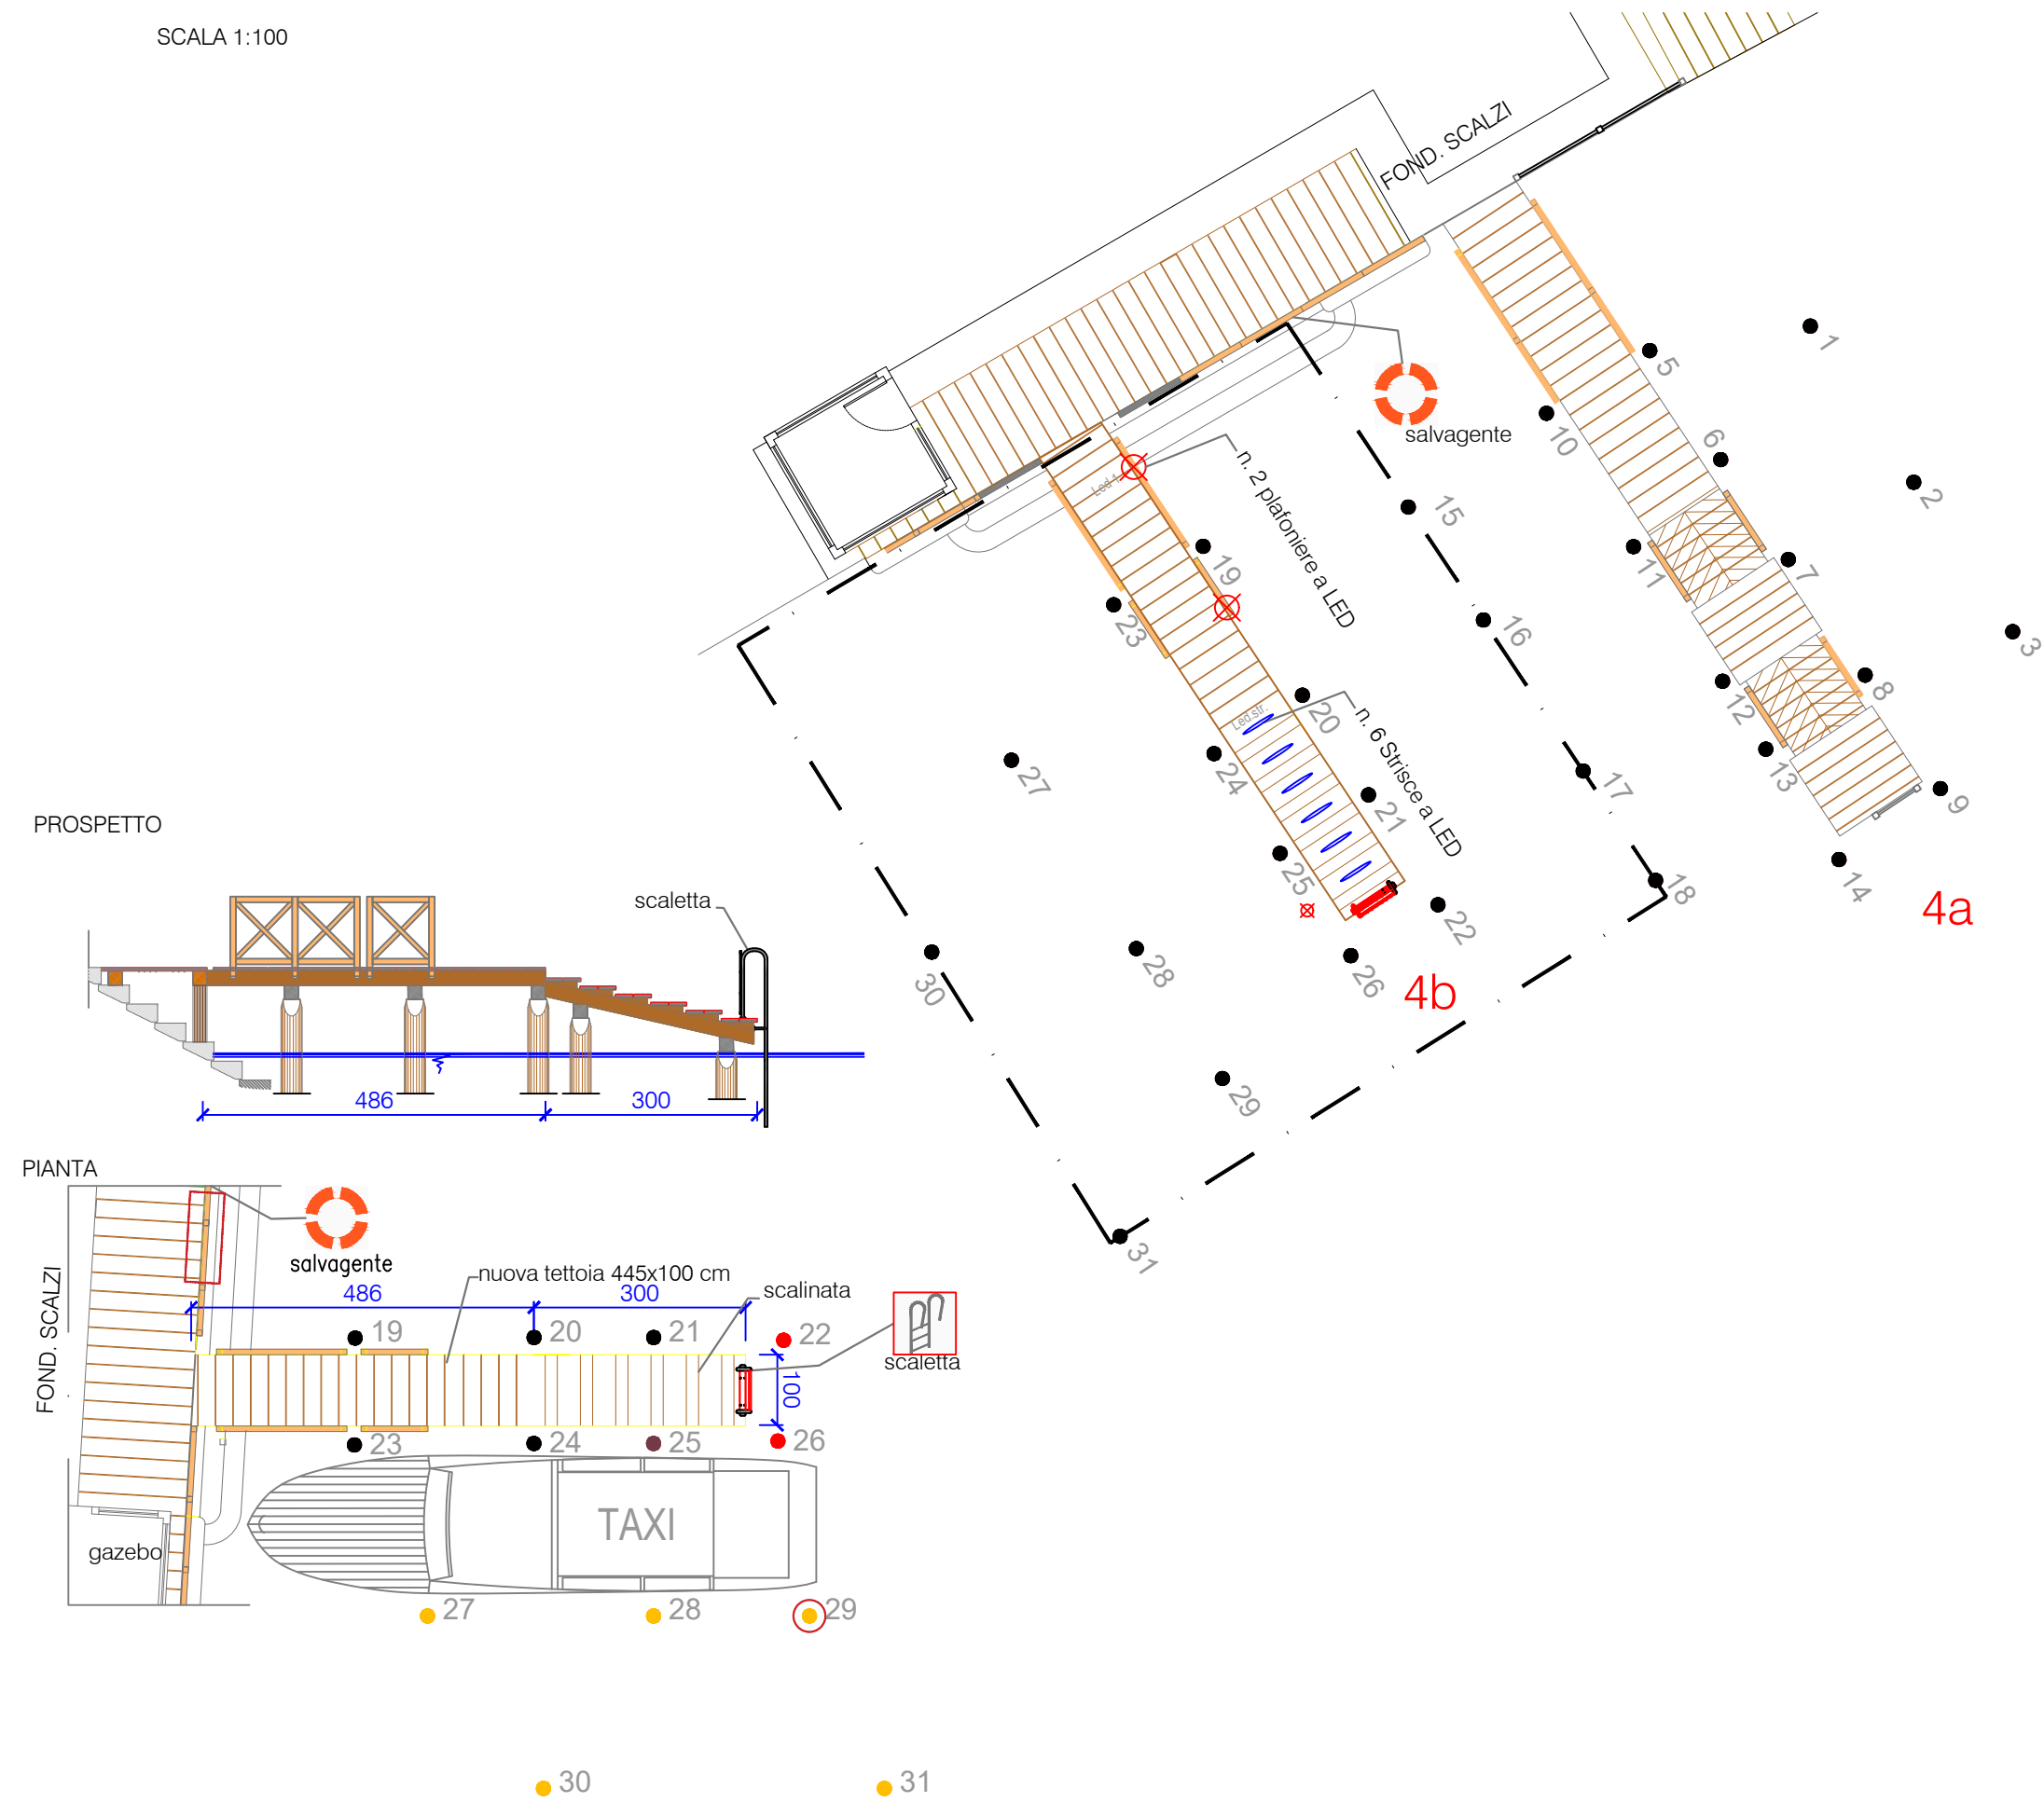 SCALA 1:100
FOND. SCALZI
salvagente
n. 2 plafoniere a LED
Led 1
n. 6 Strisce a LED
Led.str.
1
2
3
5
6
7
8
9
10
11
12
13
14
4a
15
16
17
18
19
20
21
22
23
24
25
26
4b
27
28
29
30
31
PROSPETTO
scaletta
486
300
PIANTA
FOND. SCALZI
salvagente
nuova tettoia 445x100 cm
486
300
scalinata
scaletta
19
20
21
22
100
23
24
25
26
TAXI
gazebo
27
28
29
30
31